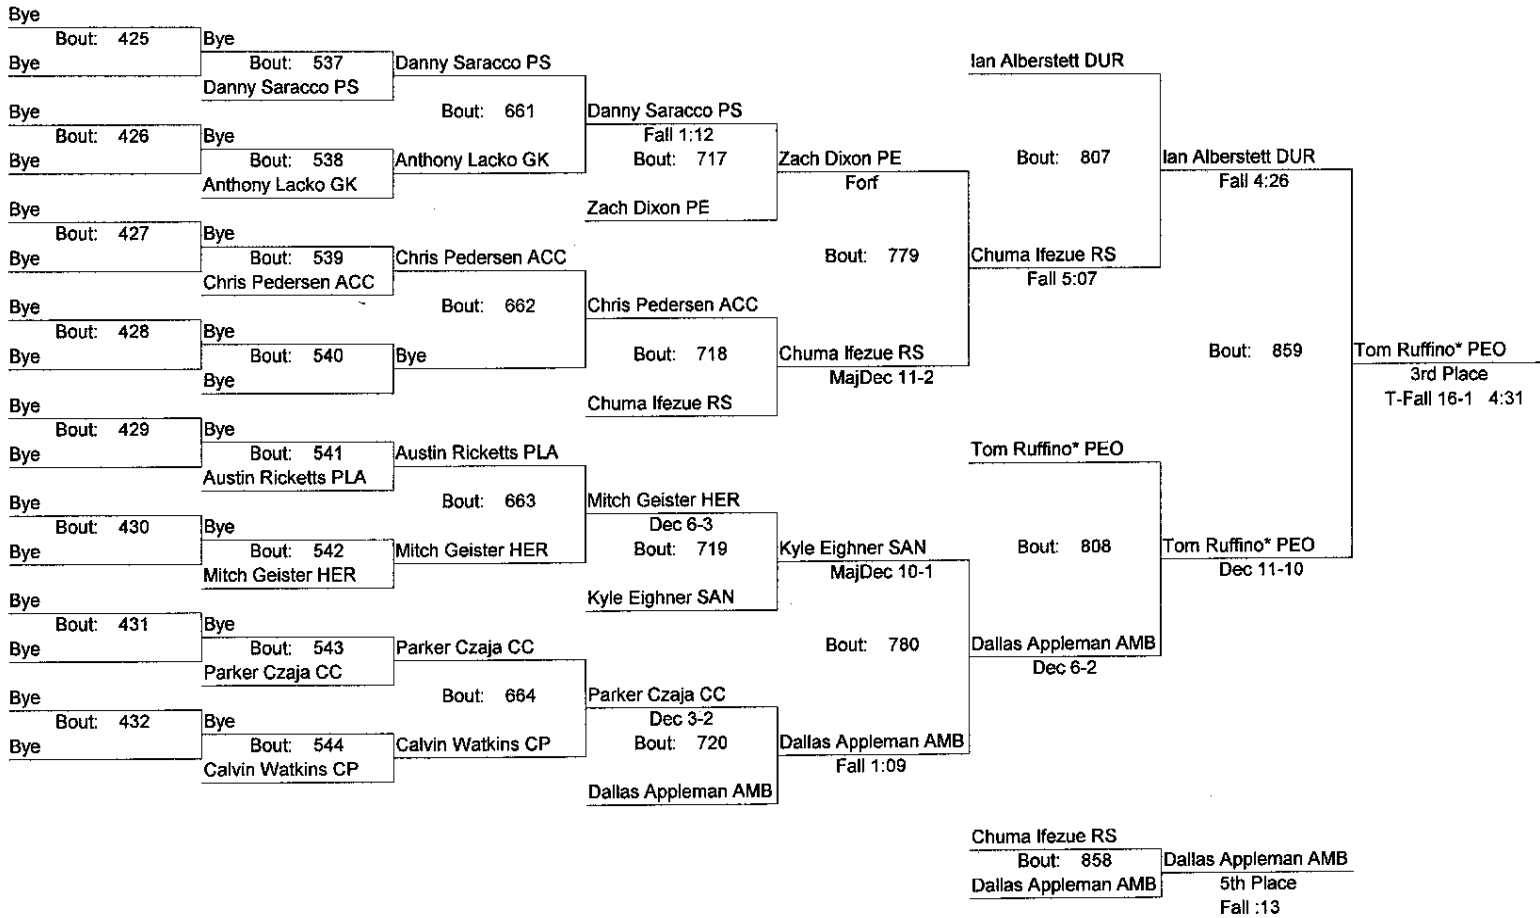 Bye
Bout: 425
Bye
Bye
Bout: 537
Danny Saracco PS
Danny Saracco PS
Bye
Bout: 426
Bye
Bye
Bout: 538
Anthony Lacko GK
Bout: 661
Anthony Lacko GK
Danny Saracco PS
Fall 1:12
Bout: 717
Zach Dixon PE
Zach Dixon PE
Forf
Bye
Bout: 427
Bye
Bye
Bout: 539
Chris Pedersen ACC
Chris Pedersen ACC
Bye
Bout: 428
Bye
Bye
Bout: 540
Bye
Bout: 662
Bye
Chris Pedersen ACC
Bout: 718
Chuma Ifezue RS
Chuma Ifezue RS
MajDec 11-2
Bout: 779
Ian Alberstett DUR
Bout: 807
Chuma Ifezue RS
Fall 5:07
Ian Alberstett DUR
Fall 4:26
Bye
Bout: 429
Bye
Bye
Bout: 541
Austin Ricketts PLA
Austin Ricketts PLA
Bye
Bout: 430
Bye
Bye
Bout: 542
Mitch Geister HER
Bout: 663
Mitch Geister HER
Mitch Geister HER
Dec 6-3
Bout: 719
Kyle Eighner SAN
Kyle Eighner SAN
MajDec 10-1
Bye
Bout: 431
Bye
Bye
Bout: 543
Parker Czaja CC
Parker Czaja CC
Bye
Bout: 432
Bye
Bye
Bout: 544
Calvin Watkins CP
Bout: 664
Calvin Watkins CP
Parker Czaja CC
Dec 3-2
Bout: 720
Dallas Appleman AMB
Dallas Appleman AMB
Fall 1:09
Bout: 780
Tom Ruffino* PEO
Bout: 808
Dallas Appleman AMB
Dec 6-2
Tom Ruffino* PEO
Dec 11-10
Bout: 859
Tom Ruffino* PEO
3rd Place
T-Fall 16-1 4:31
Chuma Ifezue RS
Bout: 858
Dallas Appleman AMB
Dallas Appleman AMB
5th Place
Fall :13